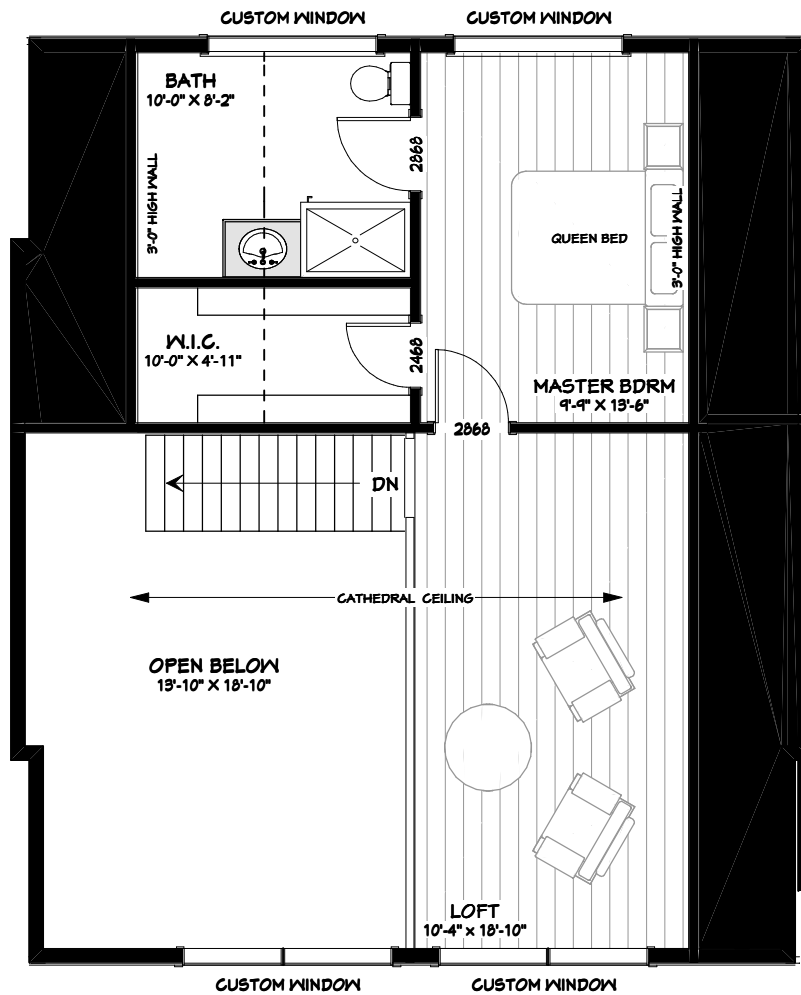 CUSTOM WINDOW
CUSTOM WINDOW
BATH
10'-0" X 8'-2"
2868
3'-0" HIGH WALL
QUEEN BED
3'-0" HIGH WALL
W.I.C.
10'-0" X 4'-11"
2468
MASTER BDRM
9'-9" X 13'-6"
2868
DN
CATHEDRAL CEILING
OPEN BELOW
13'-10" X 18'-10"
LOFT
10'-4" x 18'-10"
CUSTOM WINDOW
CUSTOM WINDOW